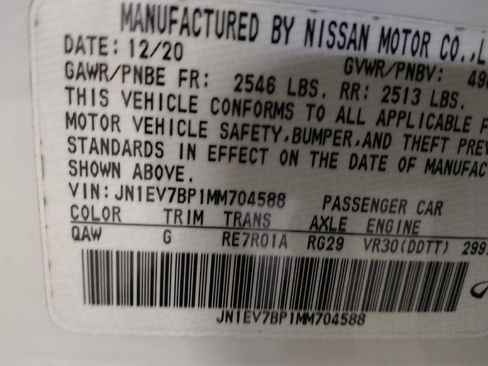 MANUFACTURED BY NISSAN MOTOR CO.,L
DATE: 12/20 GVWR/PNBV:
GAWR/PNBE FR: 2546 LBS. RR: 2513 LBS.
THIS VEHICLE CONFORMS TO ALL APPLICABLE F
MOTOR VEHICLE SAFETY,BUMPER,AND THEFT PREV
STANDARDS IN EFFECT ON THE DATE OF MANUFAC
SHOWN ABOVE.
VIN: JN1EV7BP1MM704588 PASSENGER CAR
COLOR TRIM TRANS AXLE ENGINE
QAW G RE7R01A RG29 VR30(DDTT) 299
JN1EV7BP1MM704588